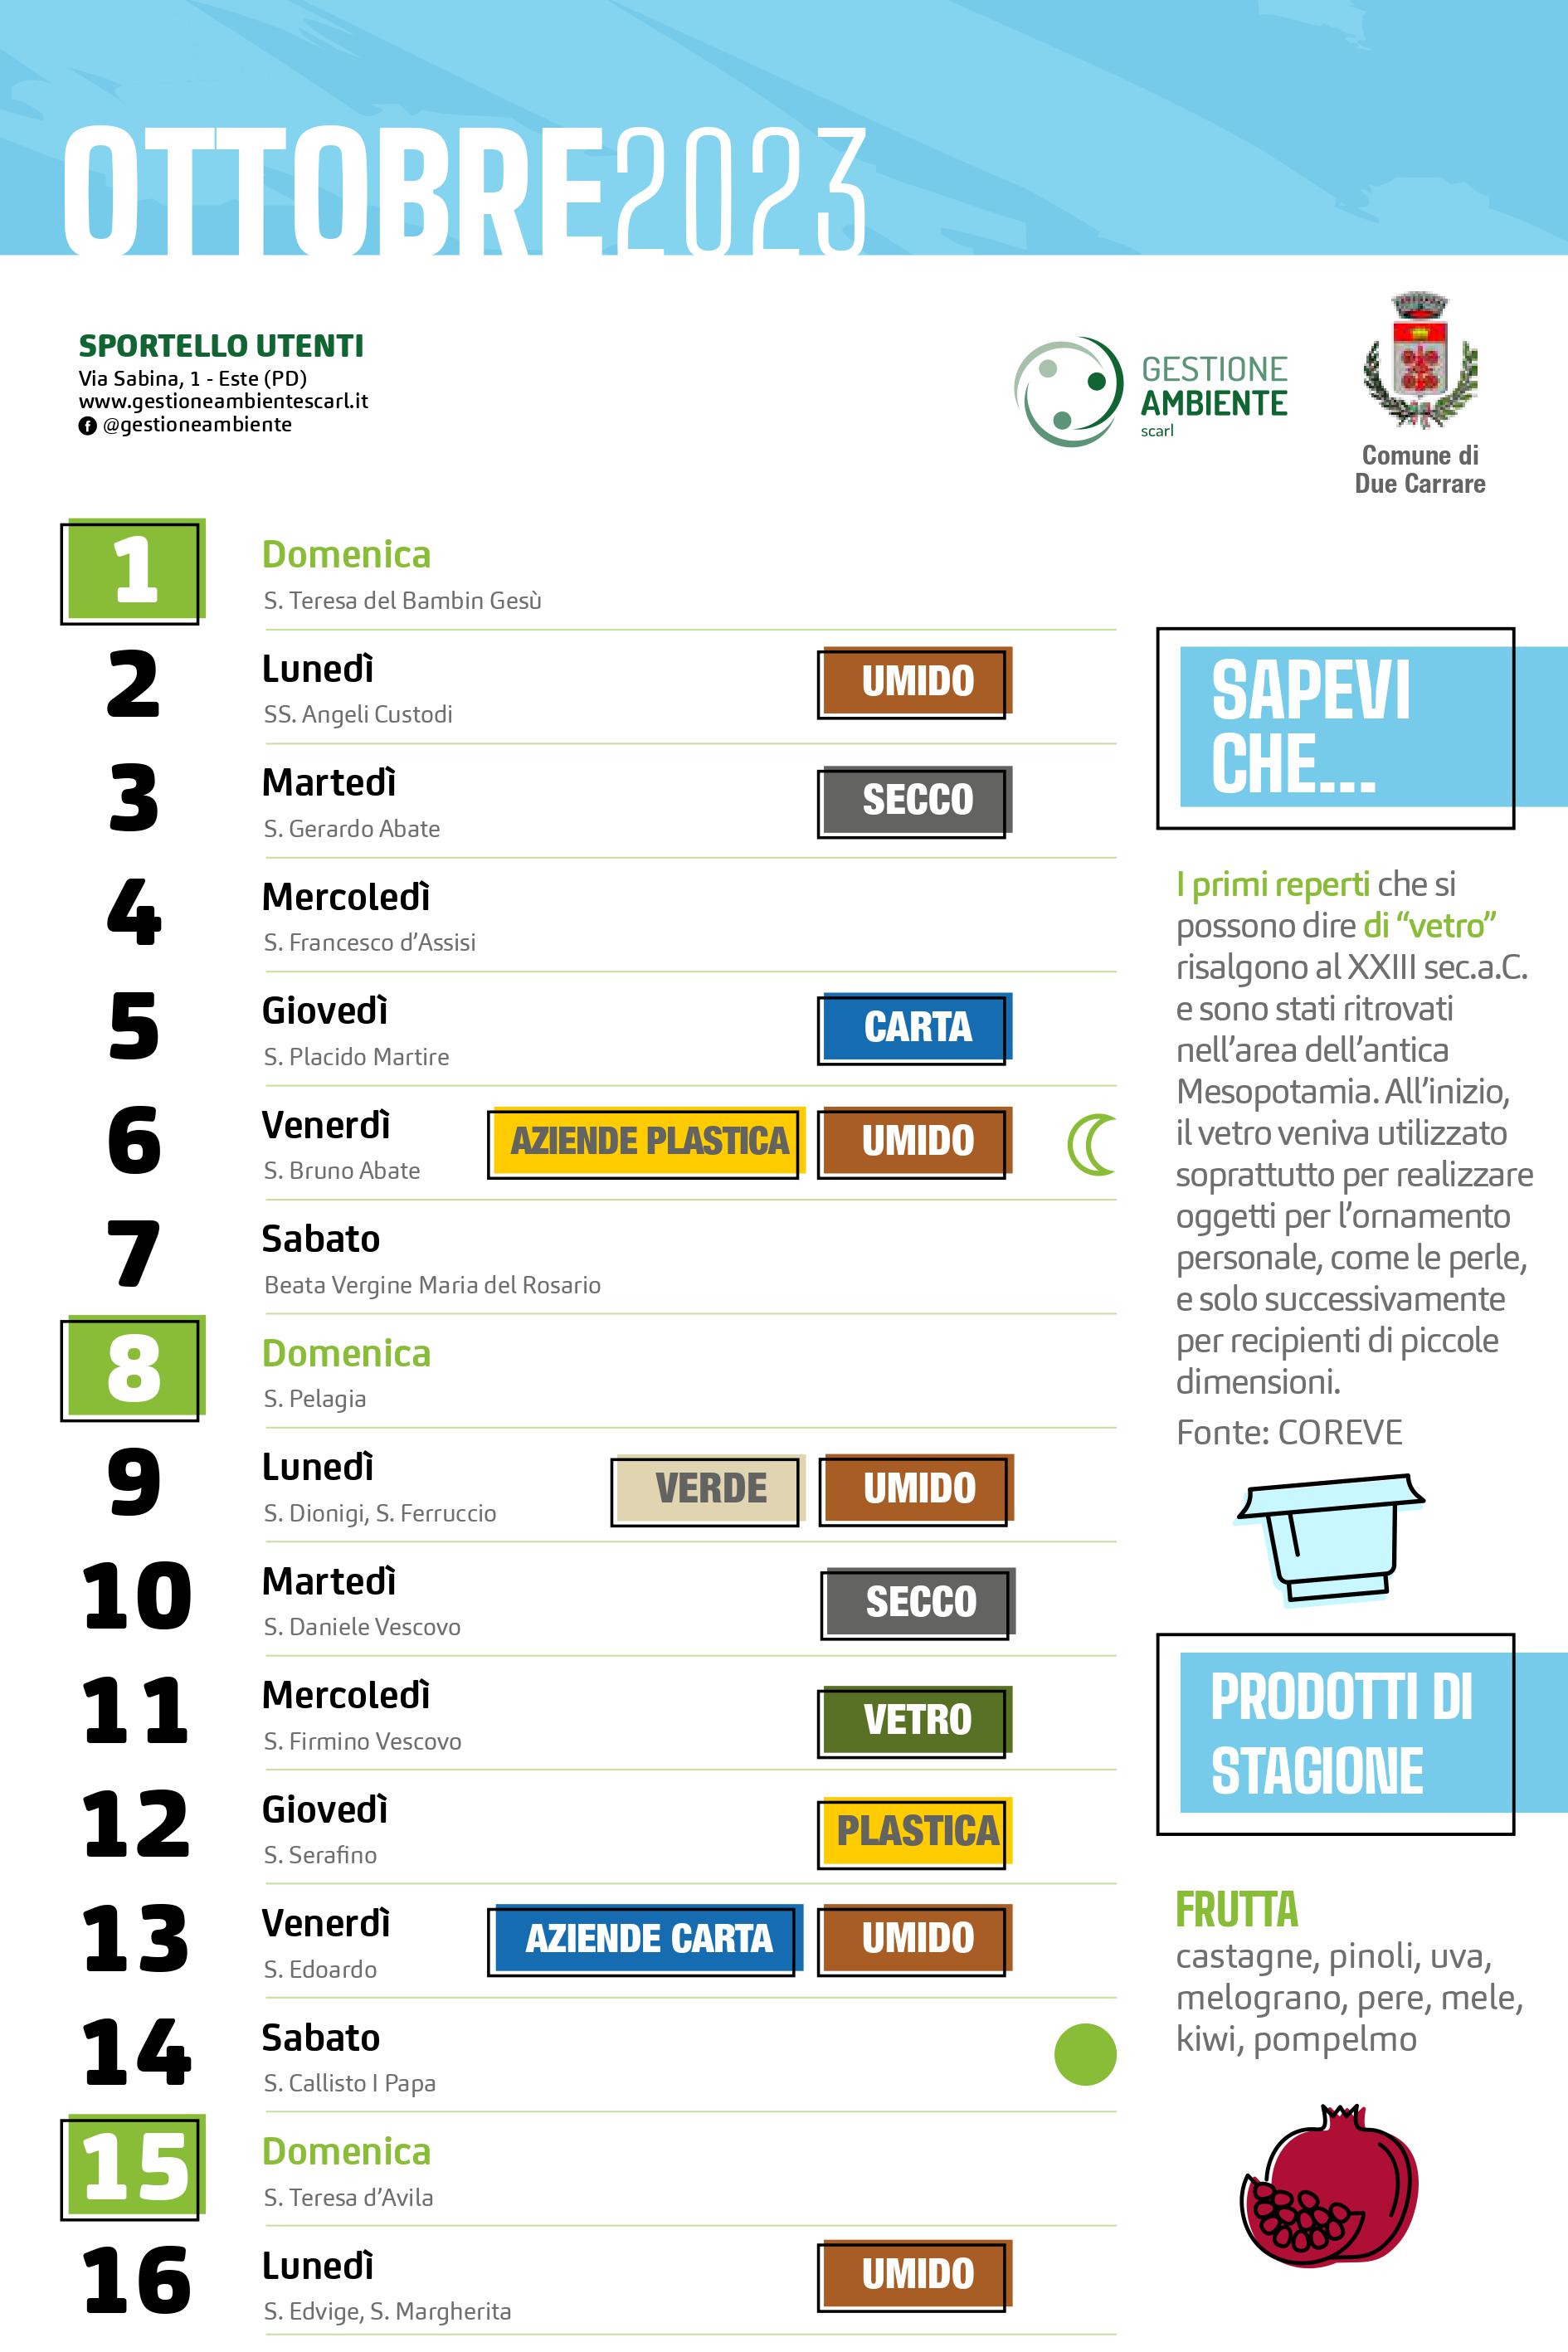 OTTOBRE2023
SPORTELLO UTENTI
Via Sabina, 1 - Este (PD)
www.gestioneambientescarl.it
@gestioneambiente
GESTIONE
AMBIENTE
scarl
Comune di
Due Carrare
1
Domenica
S. Teresa del Bambin Gesù
2
Lunedì
UMIDO
SS. Angeli Custodi
3
Martedì
SECCO
S. Gerardo Abate
4
Mercoledì
S. Francesco d’Assisi
5
Giovedì
CARTA
S. Placido Martire
6
Venerdì
AZIENDE PLASTICA
UMIDO
S. Bruno Abate
7
Sabato
Beata Vergine Maria del Rosario
8
Domenica
S. Pelagia
9
Lunedì
VERDE
UMIDO
S. Dionigi, S. Ferruccio
10
Martedì
SECCO
S. Daniele Vescovo
11
Mercoledì
VETRO
S. Firmino Vescovo
12
Giovedì
PLASTICA
S. Serafino
13
Venerdì
AZIENDE CARTA
UMIDO
S. Edoardo
14
Sabato
S. Callisto I Papa
15
Domenica
S. Teresa d’Avila
16
Lunedì
UMIDO
S. Edvige, S. Margherita
SAPEVI
CHE...
I primi reperti che si
possono dire di “vetro”
risalgono al XXIII sec.a.C.
e sono stati ritrovati
nell’area dell’antica
Mesopotamia. All’inizio,
il vetro veniva utilizzato
soprattutto per realizzare
oggetti per l’ornamento
personale, come le perle,
e solo successivamente
per recipienti di piccole
dimensioni.
Fonte: COREVE
PRODOTTI DI
STAGIONE
FRUTTA
castagne, pinoli, uva,
melograno, pere, mele,
kiwi, pompelmo